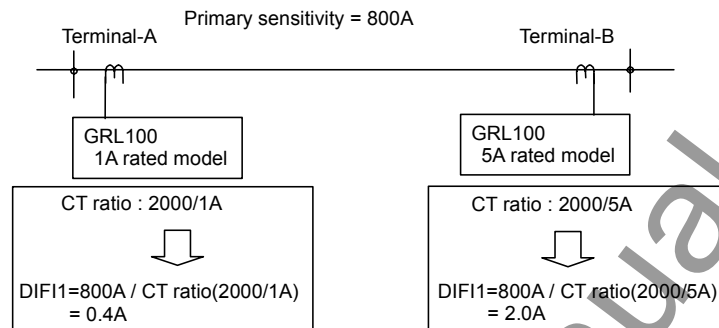 Primary sensitivity = 800A
Terminal-A
Terminal-B
GRL100
1A rated model
GRL100
5A rated model
CT ratio : 2000/1A
DIFI1=800A / CT ratio(2000/1A)
= 0.4A
CT ratio : 2000/5A
DIFI1=800A / CT ratio(2000/5A)
= 2.0A